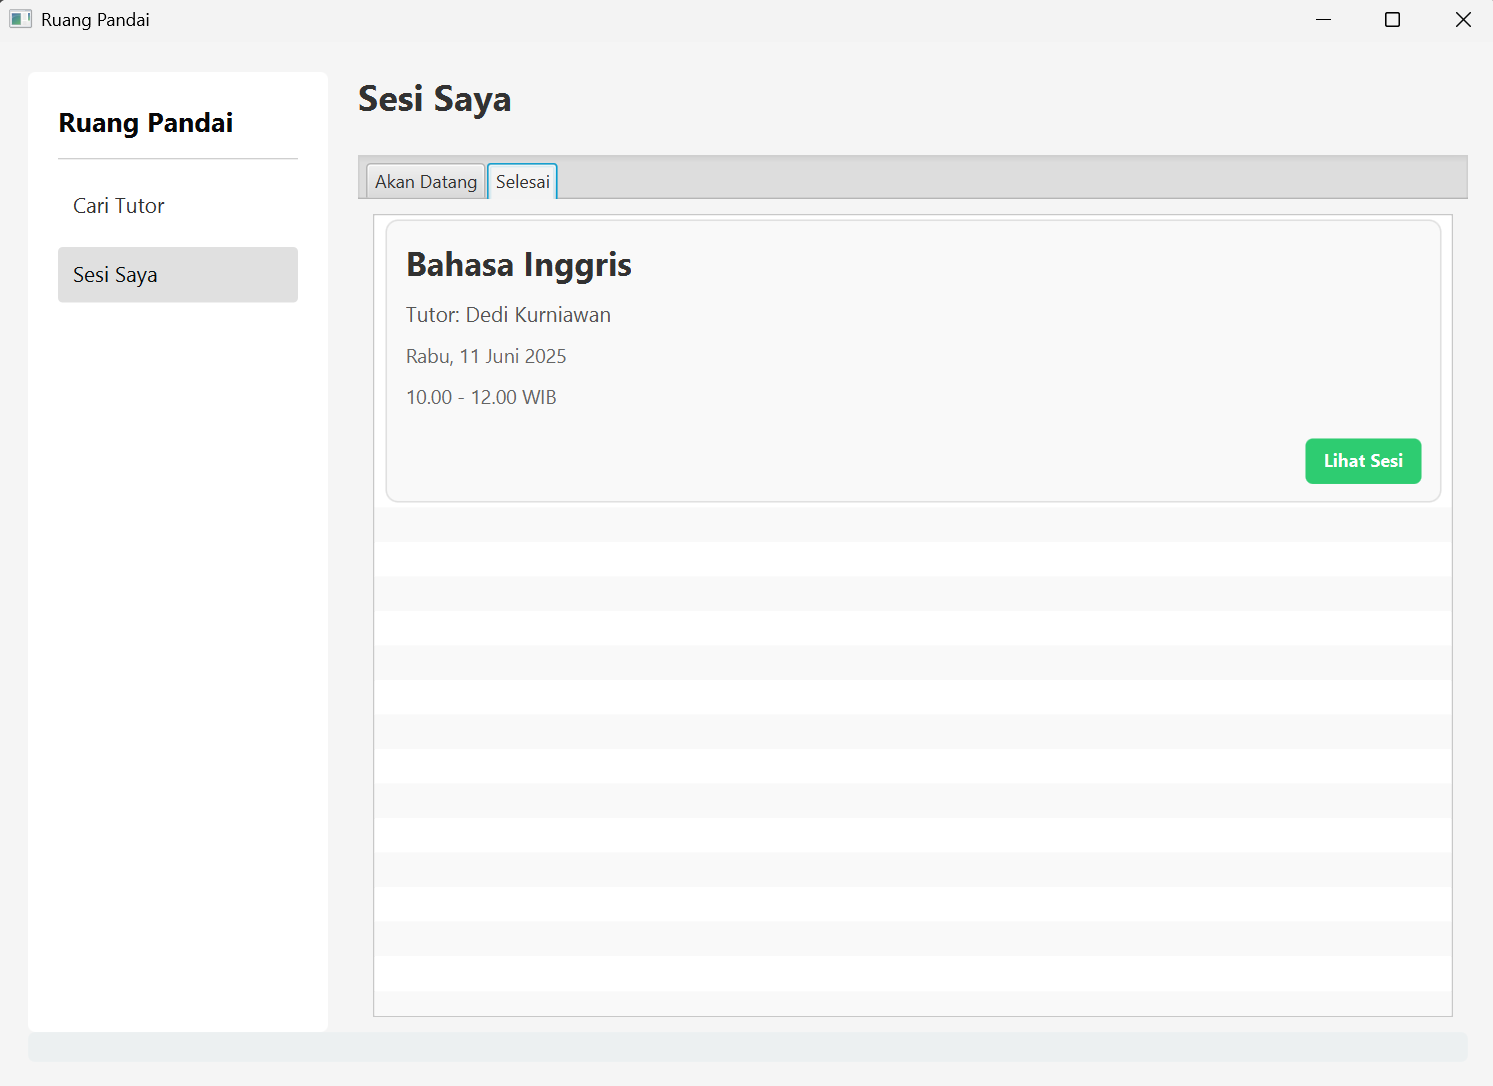 Ruang Pandai
Ruang Pandai
Cari Tutor
Sesi Saya
Sesi Saya
Akan Datang
Selesai
Bahasa Inggris
Tutor: Dedi Kurniawan
Rabu, 11 Juni 2025
10.00 - 12.00 WIB
Lihat Sesi